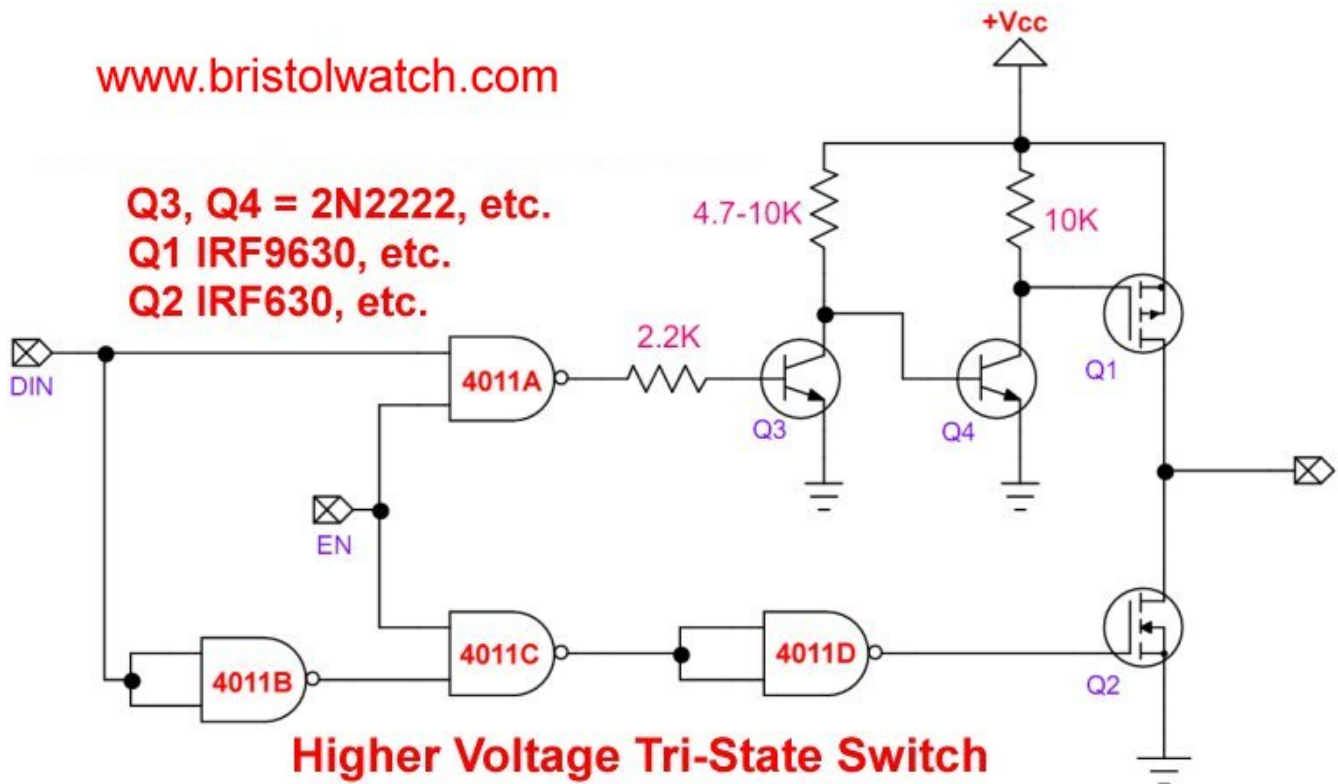 +Vcc
www.bristolwatch.com
Q3, Q4 = 2N2222, etc.
Q1 IRF9630, etc.
Q2 IRF630, etc.
4.7-10K
10K
2.2K
DIN
4011A
Q3
Q4
Q1
EN
4011B
4011C
4011D
Q2
Higher Voltage Tri-State Switch